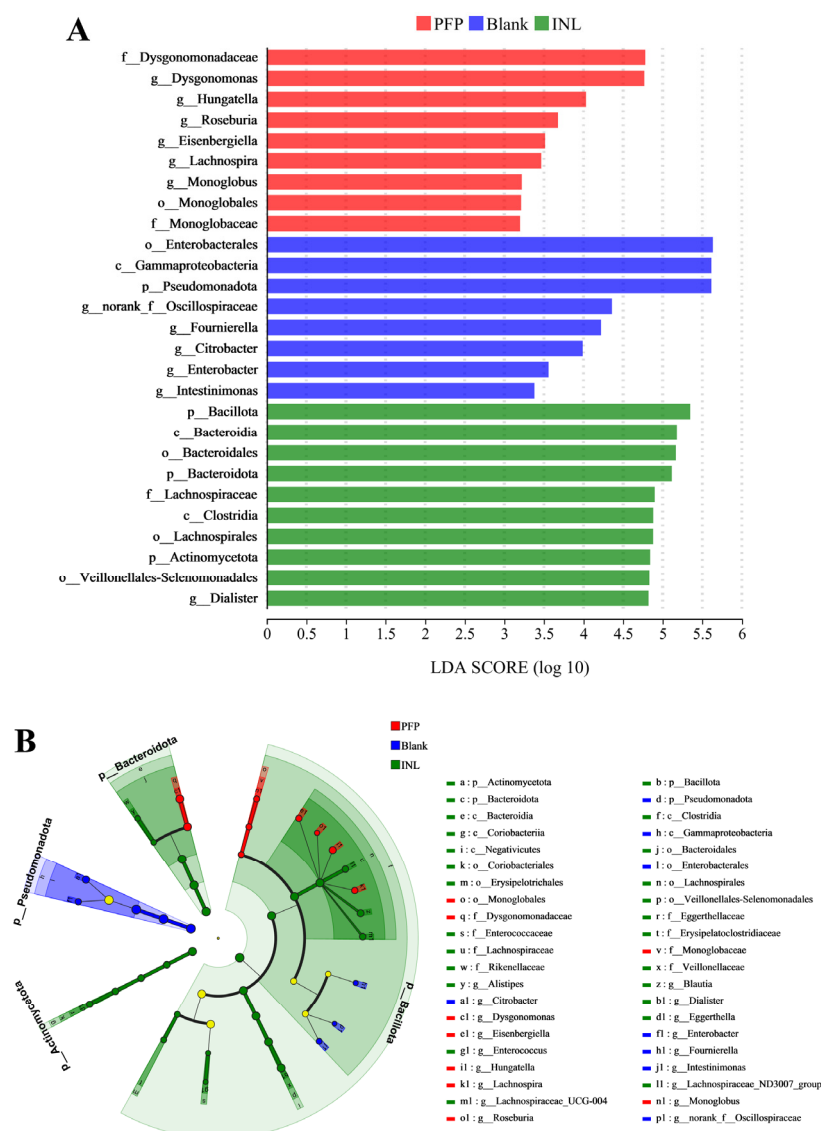 A
PFP Blank INL
f__Dysgonomonadaceae
g__Dysgonomonas
g__Hungatella
g__Roseburia
g__Eisenbergiella
g__Lachnospira
g__Monoglobus
o__Monoglobales
f__Monoglobaceae
o__Enterobacterales
c__Gammaproteobacteria
p__Pseudomonadota
g__norank_f__Oscillospiraceae
g__Fournierella
g__Citrobacter
g__Enterobacter
g__Intestinimonas
p__Bacillota
c__Bacteroidia
o__Bacteroidales
p__Bacteroidota
f__Lachnospiraceae
c__Clostridia
o__Lachnospirales
p__Actinomycetota
o__Veillonellales-Selenomonadales
g__Dialister
0 0.5 1 1.5 2 2.5 3 3.5 4 4.5 5 5.5 6
LDA SCORE (log 10)
B
PFP
Blank
INL
p__Bacteroidota
p__Pseudomonadota
p__Actinomycetota
p__Bacillota
a : p__Actinomycetota b : p__Bacillota
c : p__Bacteroidota d : p__Pseudomonadota
e : c__Bacteroidia f : c__Clostridia
g : c__Coriobacteriia h : c__Gammaproteobacteria
i : c__Negativicutes j : o__Bacteroidales
k : o__Coriobacteriales l : o__Enterobacterales
m : o__Erysipelotrichales n : o__Lachnospirales
o : o__Monoglobales p : o__Veillonellales-Selenomonadales
q : f__Dysgonomonadaceae r : f__Eggerthellaceae
s : f__Enterococcaceae t : f__Erysipelatoclostridiaceae
u : f__Lachnospiraceae v : f__Monoglobaceae
w : f__Rikenellaceae x : f__Veillonellaceae
y : g__Alistipes z : g__Blautia
a1 : g__Citrobacter b1 : g__Dialister
c1 : g__Dysgonomonas d1 : g__Eggerthella
e1 : g__Eisenbergiella f1 : g__Enterobacter
g1 : g__Enterococcus h1 : g__Fournierella
i1 : g__Hungatella j1 : g__Intestinimonas
k1 : g__Lachnospira l1 : g__Lachnospiraceae_ND3007_group
m1 : g__Lachnospiraceae_UCG-004 n1 : g__Monoglobus
o1 : g__Roseburia p1 : g__norank_f__Oscillospiraceae